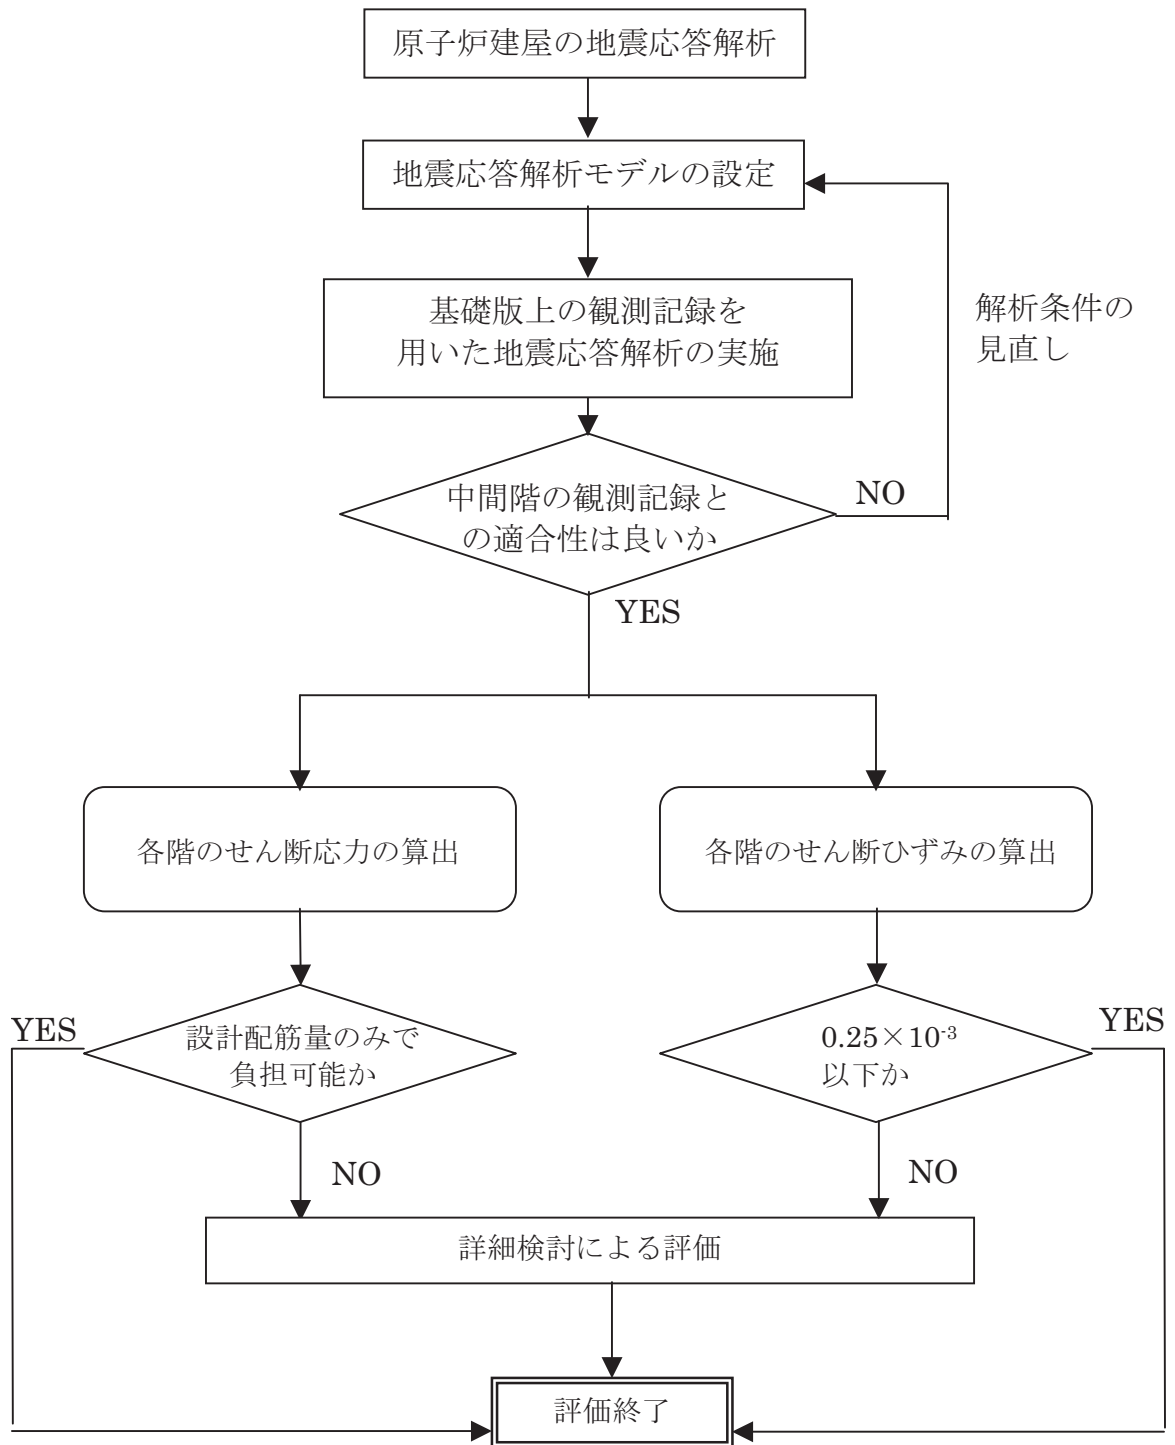 原子炉建屋の地震応答解析
地震応答解析モデルの設定
基礎版上の観測記録を
用いた地震応答解析の実施
解析条件の
見直し
中間階の観測記録と
の適合性は良いか
NO
YES
各階のせん断応力の算出
各階のせん断ひずみの算出
YES
設計配筋量のみで
負担可能か
NO
0.25×10⁻³
以下か
YES
NO
詳細検討による評価
評価終了